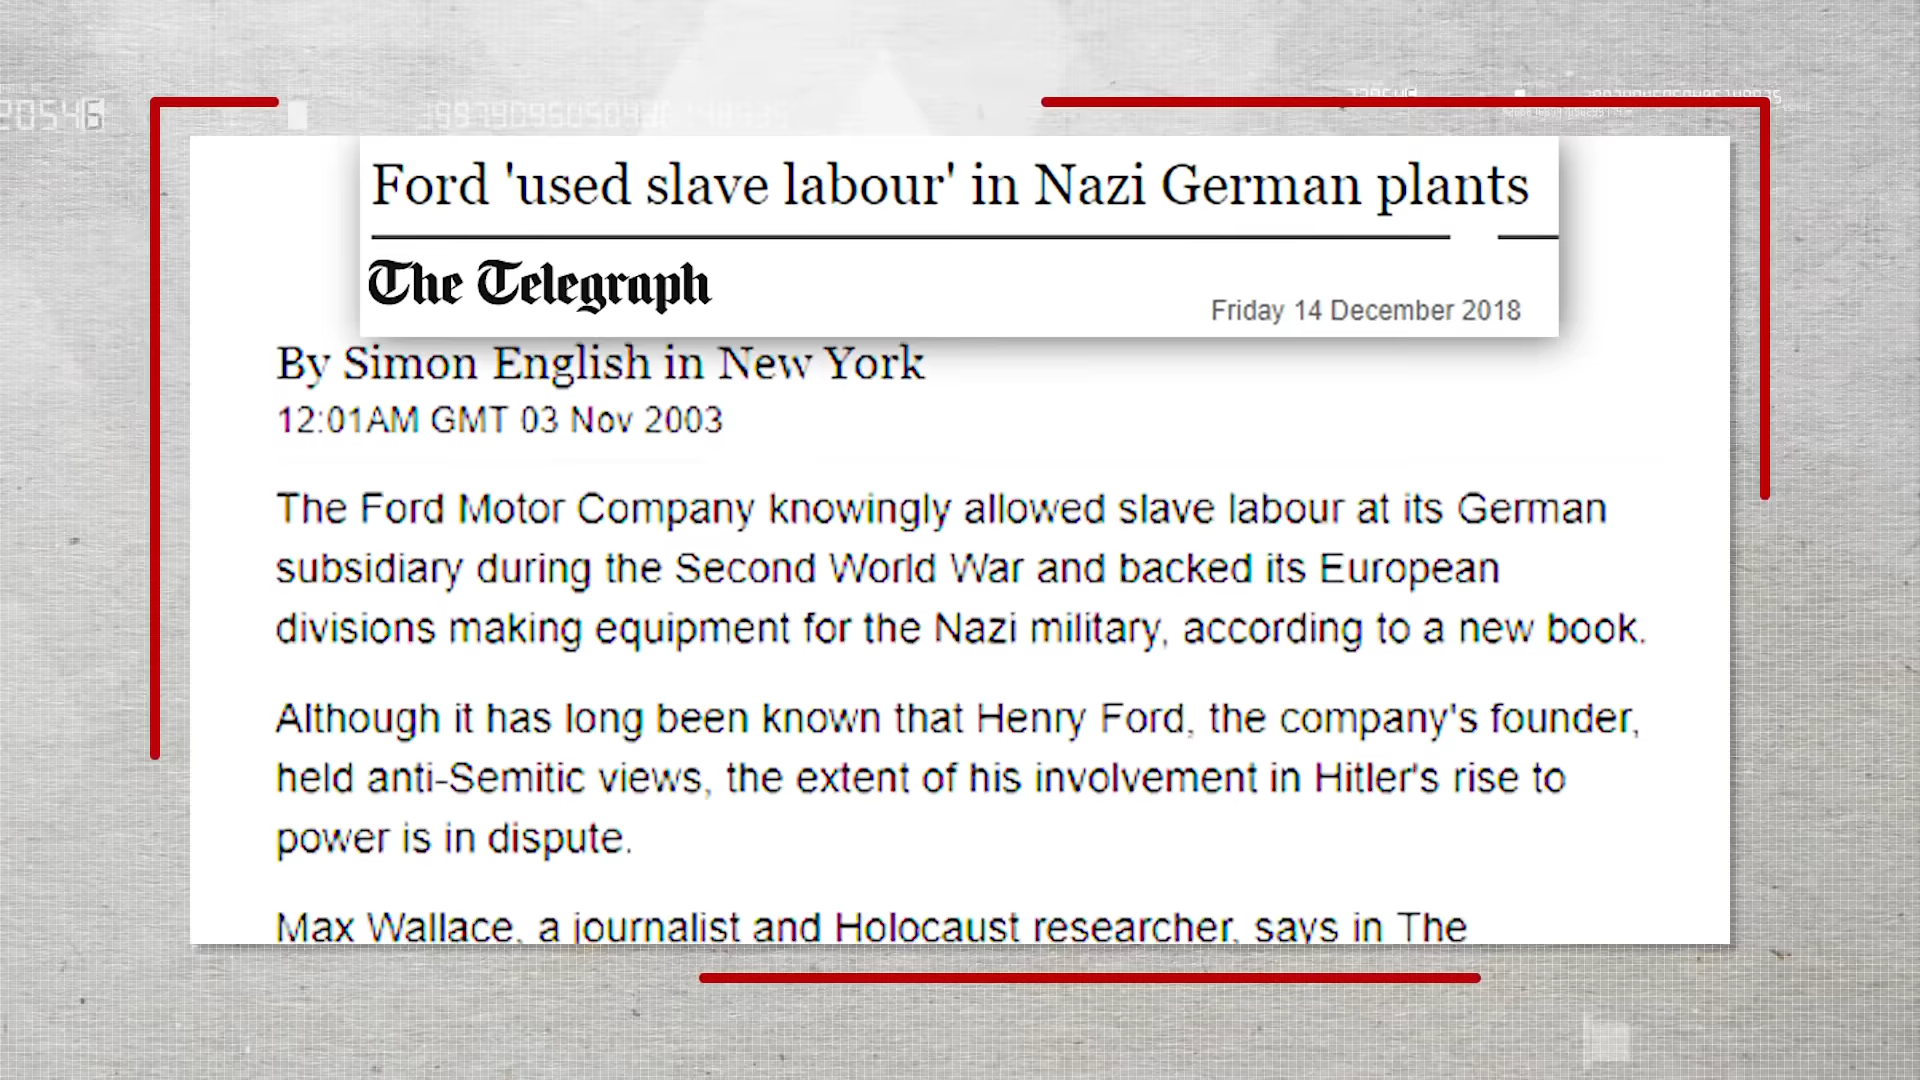 20546
Ford 'used slave labour' in Nazi German plants
The Telegraph
Friday 14 December 2018
By Simon English in New York
12:01AM GMT 03 Nov 2003
The Ford Motor Company knowingly allowed slave labour at its German
subsidiary during the Second World War and backed its European
divisions making equipment for the Nazi military, according to a new book.
Although it has long been known that Henry Ford, the company's founder,
held anti-Semitic views, the extent of his involvement in Hitler's rise to
power is in dispute.
Max Wallace, a journalist and Holocaust researcher, says in The